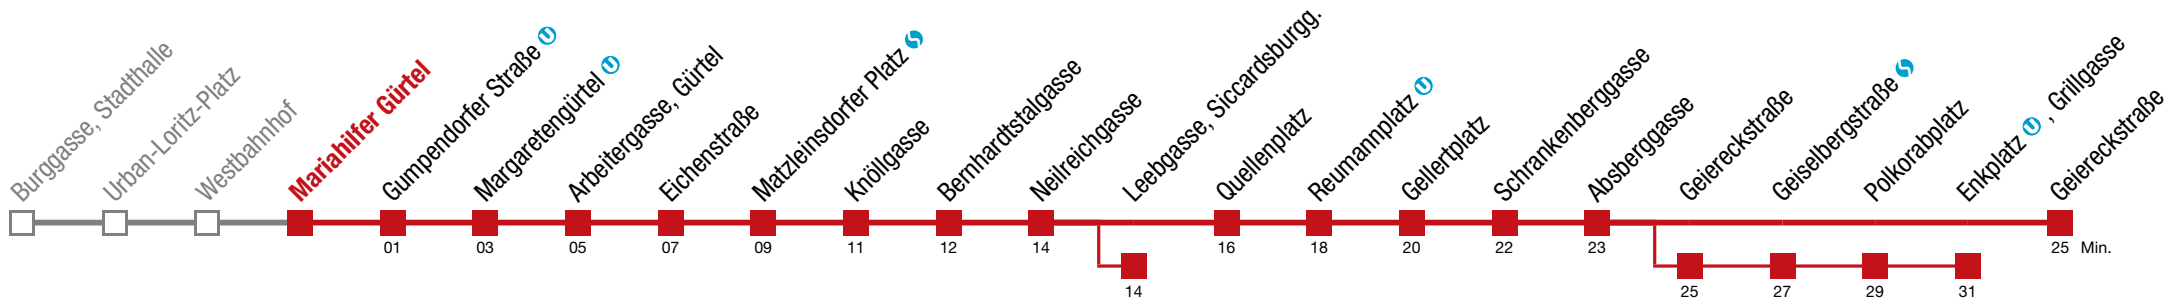 Burggasse, Stadthalle
Urban-Loritz-Platz
Westbahnhof
Mariahilfer Gürtel
Gumpendorfer Straße U
Margaretengürtel U
Arbeitergasse, Gürtel
Eichenstraße
Matzleinsdorfer Platz S
Knöllgasse
Bernhardtstalgasse
Neilreichgasse
Leebgasse, Siccardsburgg.
Quellenplatz
Reumannplatz U
Gellertplatz
Schrankenberggasse
Absberggasse
Geiereckstraße
Geiselbergstraße S
Polkorabplatz
Enkplatz U , Grillgasse
Geiereckstraße
01 03 05 07 09 11 12 14 16 18 20 22 23 25 Min.
14 25 27 29 31